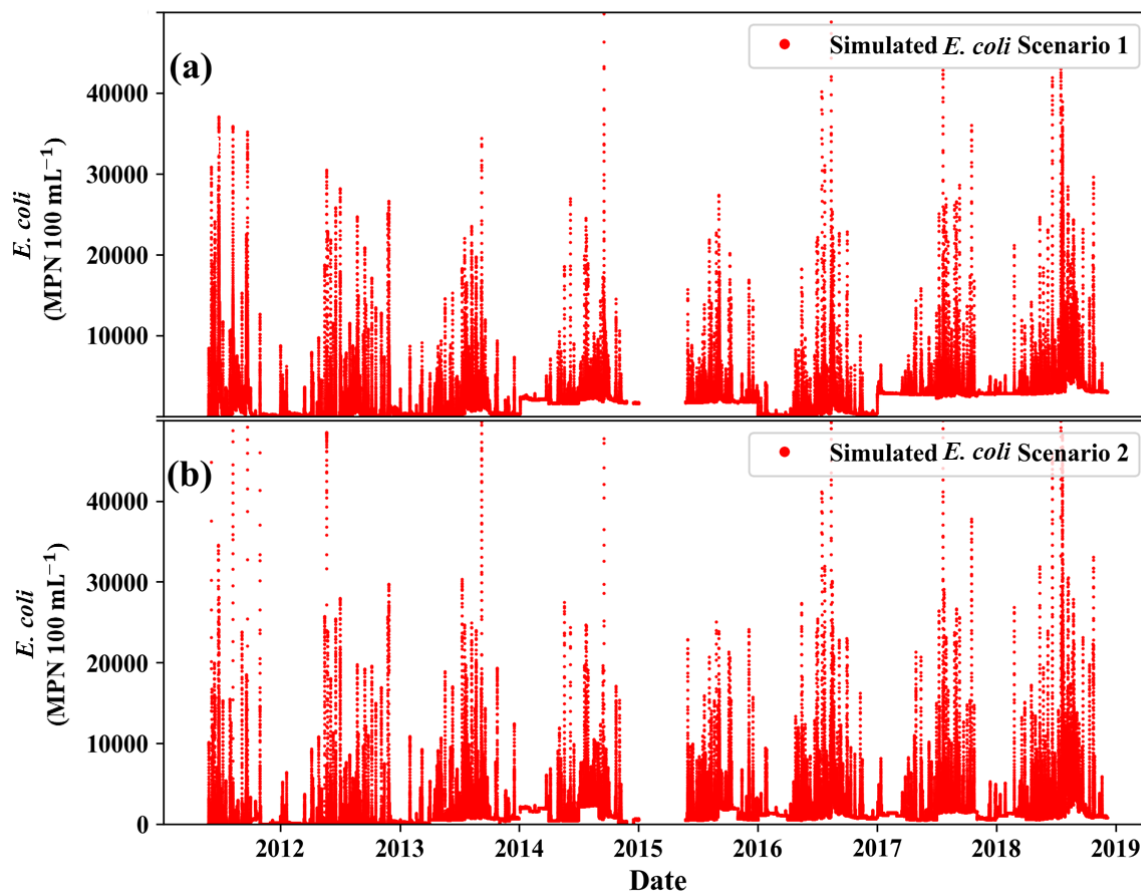 (a)
Simulated E. coli Scenario 1
40000
30000
20000
10000
E. coli
(MPN 100 mL⁻¹)
(b)
Simulated E. coli Scenario 2
40000
30000
20000
10000
0
E. coli
(MPN 100 mL⁻¹)
2012 2013 2014 2015 2016 2017 2018 2019
Date